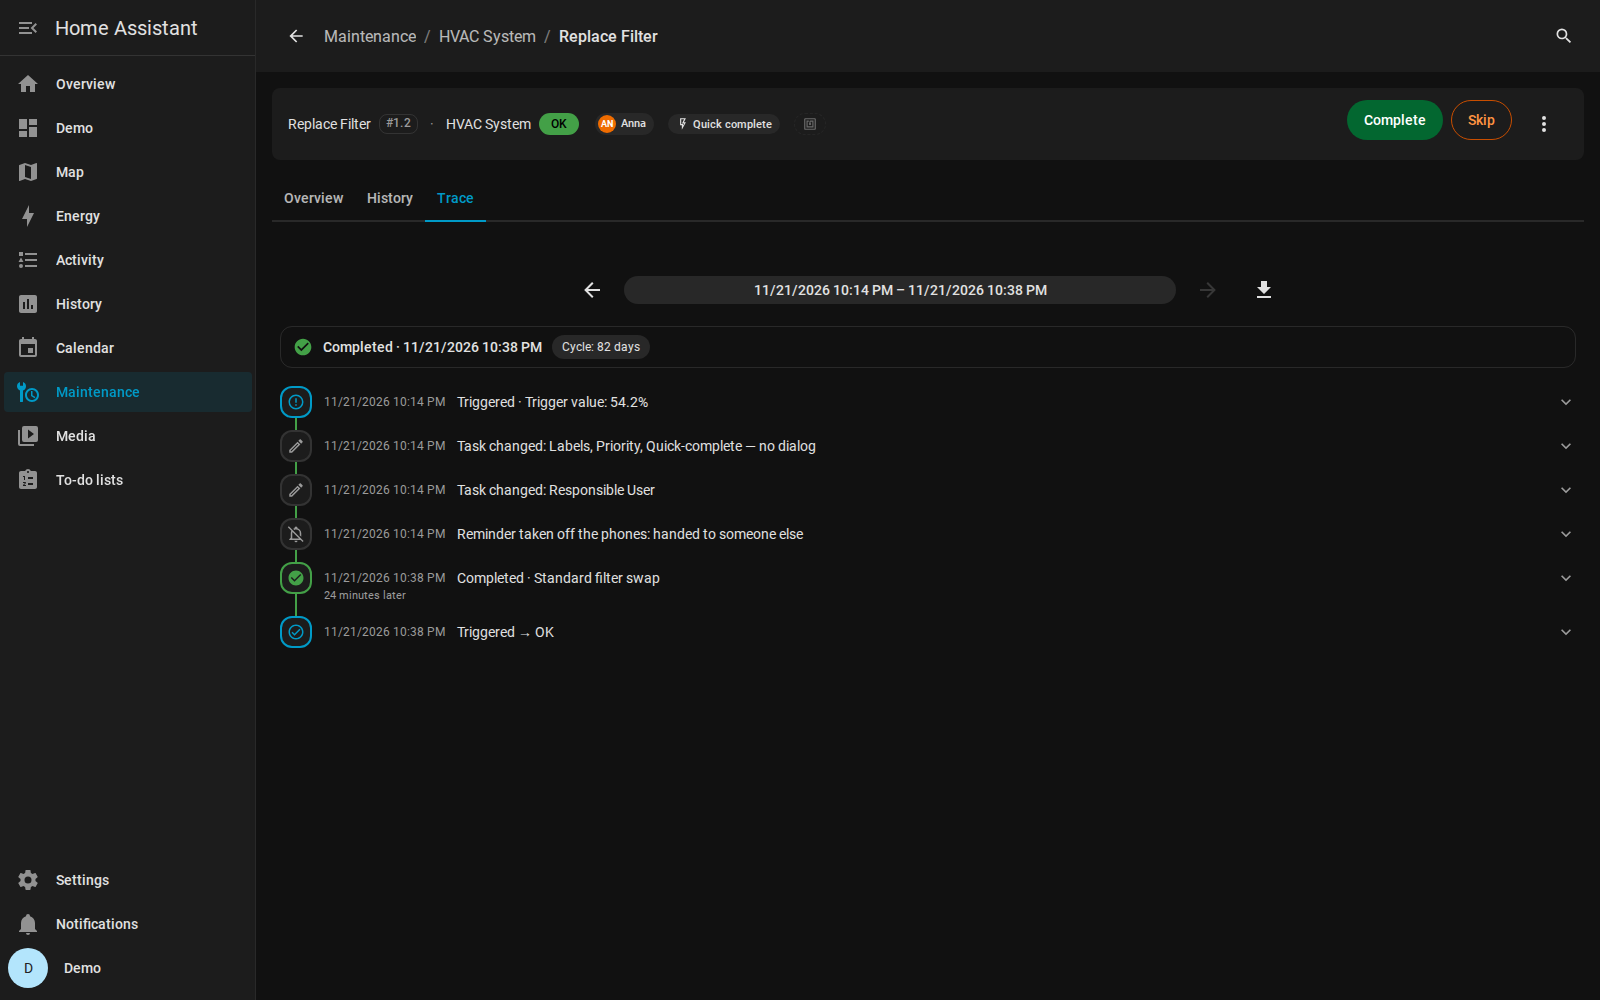 Home Assistant
Overview
Demo
Map
Energy
Activity
History
Calendar
Maintenance
Media
To-do lists
Settings
Notifications
D Demo
Maintenance / HVAC System / Replace Filter
Replace Filter #1.2 · HVAC System OK AN Anna Quick complete
Complete Skip
Overview History Trace
11/21/2026 10:14 PM – 11/21/2026 10:38 PM
Completed · 11/21/2026 10:38 PM Cycle: 82 days
11/21/2026 10:14 PM Triggered · Trigger value: 54.2%
11/21/2026 10:14 PM Task changed: Labels, Priority, Quick-complete — no dialog
11/21/2026 10:14 PM Task changed: Responsible User
11/21/2026 10:14 PM Reminder taken off the phones: handed to someone else
11/21/2026 10:38 PM Completed · Standard filter swap
24 minutes later
11/21/2026 10:38 PM Triggered → OK